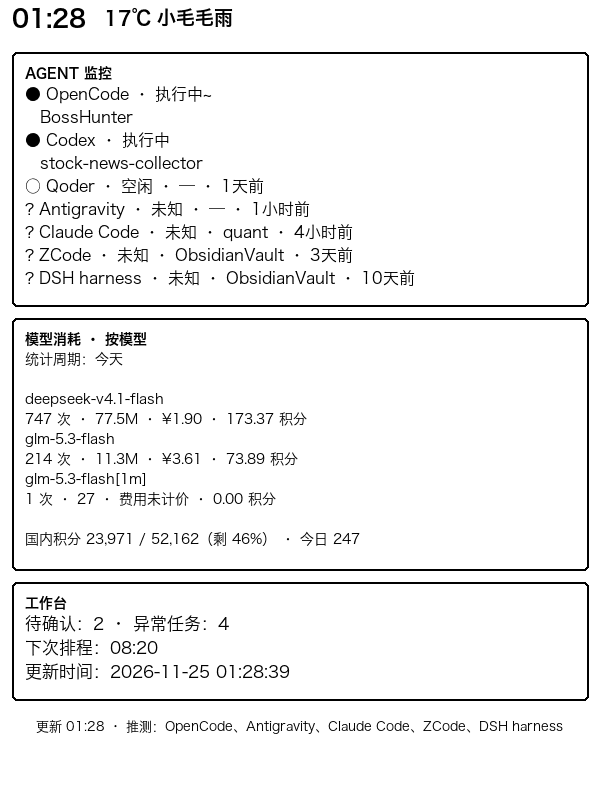 01:28 17℃ 小毛毛雨
AGENT 监控
● OpenCode · 执行中~
BossHunter
● Codex · 执行中
stock-news-collector
○ Qoder · 空闲 · — · 1天前
? Antigravity · 未知 · — · 1小时前
? Claude Code · 未知 · quant · 4小时前
? ZCode · 未知 · ObsidianVault · 3天前
? DSH harness · 未知 · ObsidianVault · 10天前
模型消耗 · 按模型
统计周期：今天
deepseek-v4.1-flash
747 次 · 77.5M · ¥1.90 · 173.37 积分
glm-5.3-flash
214 次 · 11.3M · ¥3.61 · 73.89 积分
glm-5.3-flash[1m]
1 次 · 27 · 费用未计价 · 0.00 积分
国内积分 23,971 / 52,162（剩 46%） · 今日 247
工作台
待确认：2 · 异常任务：4
下次排程：08:20
更新时间：2026-11-25 01:28:39
更新 01:28 · 推测：OpenCode、Antigravity、Claude Code、ZCode、DSH harness